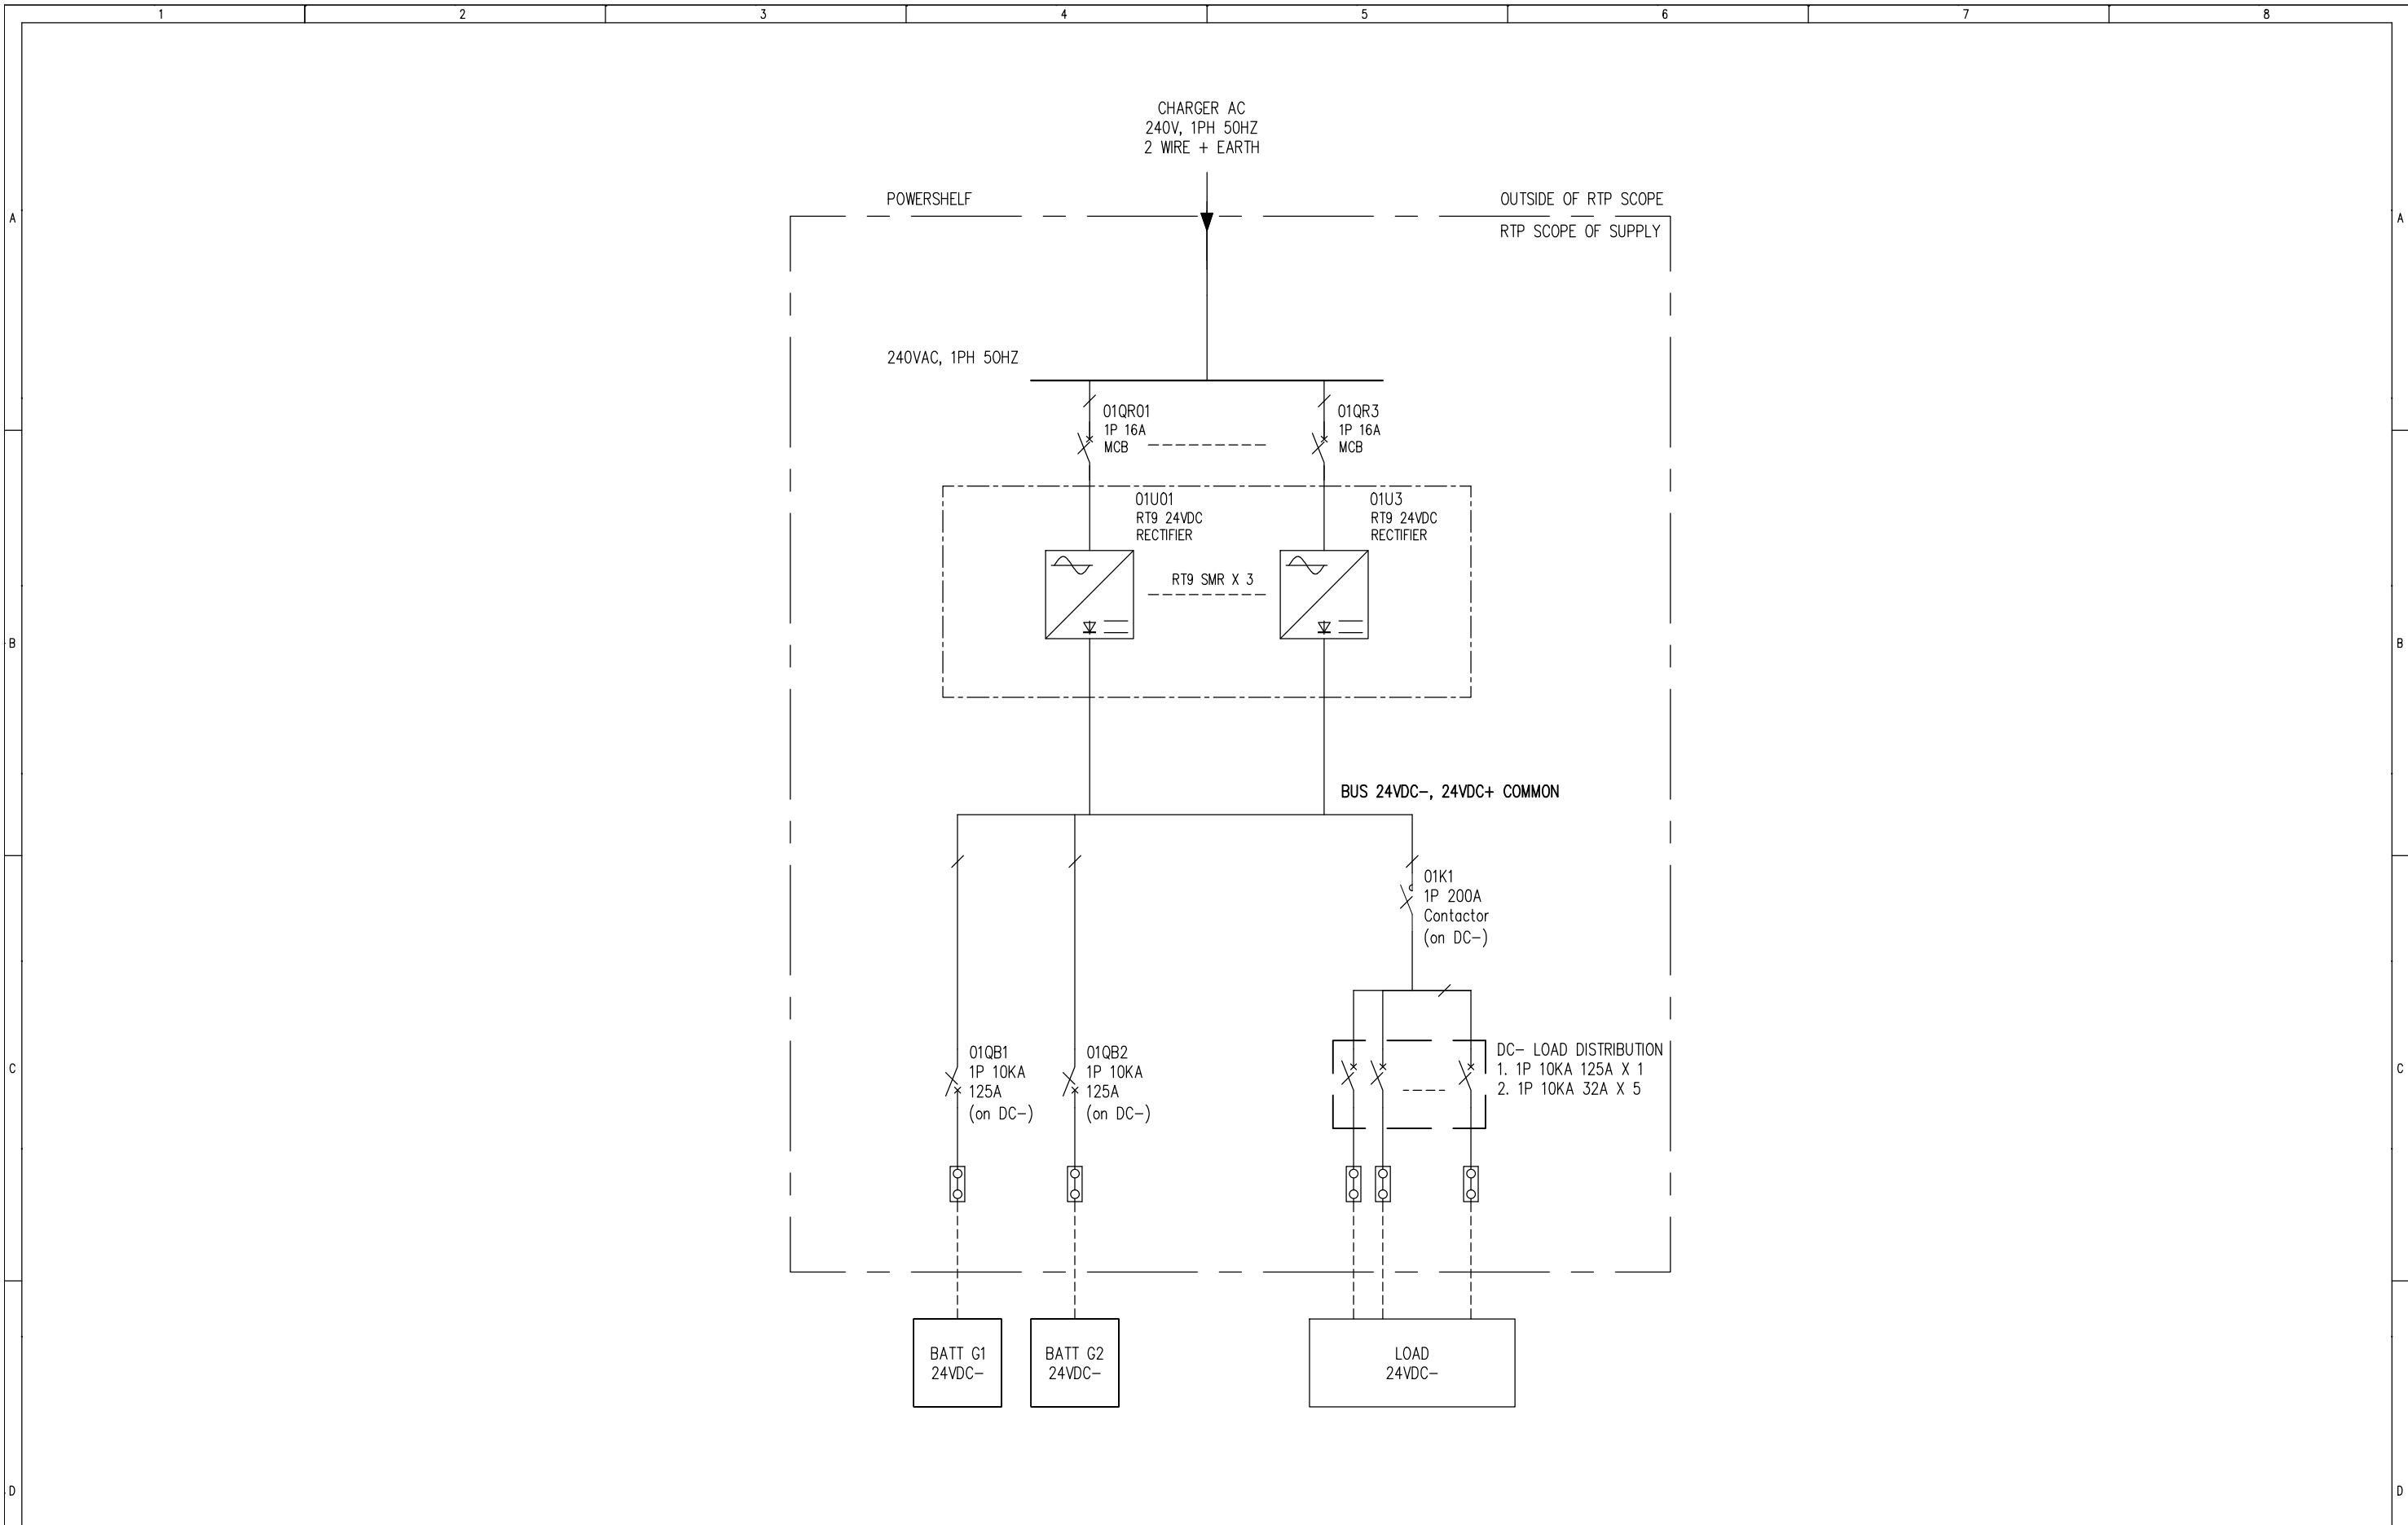 1 2 3 4 5 6 7 8
CHARGER AC
240V, 1PH 50HZ
2 WIRE + EARTH
POWERSHELF
OUTSIDE OF RTP SCOPE
A
A
RTP SCOPE OF SUPPLY
240VAC, 1PH 50HZ
01QR01
1P 16A
MCB
01QR3
1P 16A
MCB
01U01
RT9 24VDC
RECTIFIER
01U3
RT9 24VDC
RECTIFIER
RT9 SMR X 3
B
B
BUS 24VDC-, 24VDC+ COMMON
01K1
1P 200A
Contactor
(on DC-)
01QB1
1P 10KA
125A
(on DC-)
01QB2
1P 10KA
125A
(on DC-)
DC- LOAD DISTRIBUTION
1. 1P 10KA 125A X 1
2. 1P 10KA 32A X 5
C
C
BATT G1
24VDC-
BATT G2
24VDC-
LOAD
24VDC-
D
D